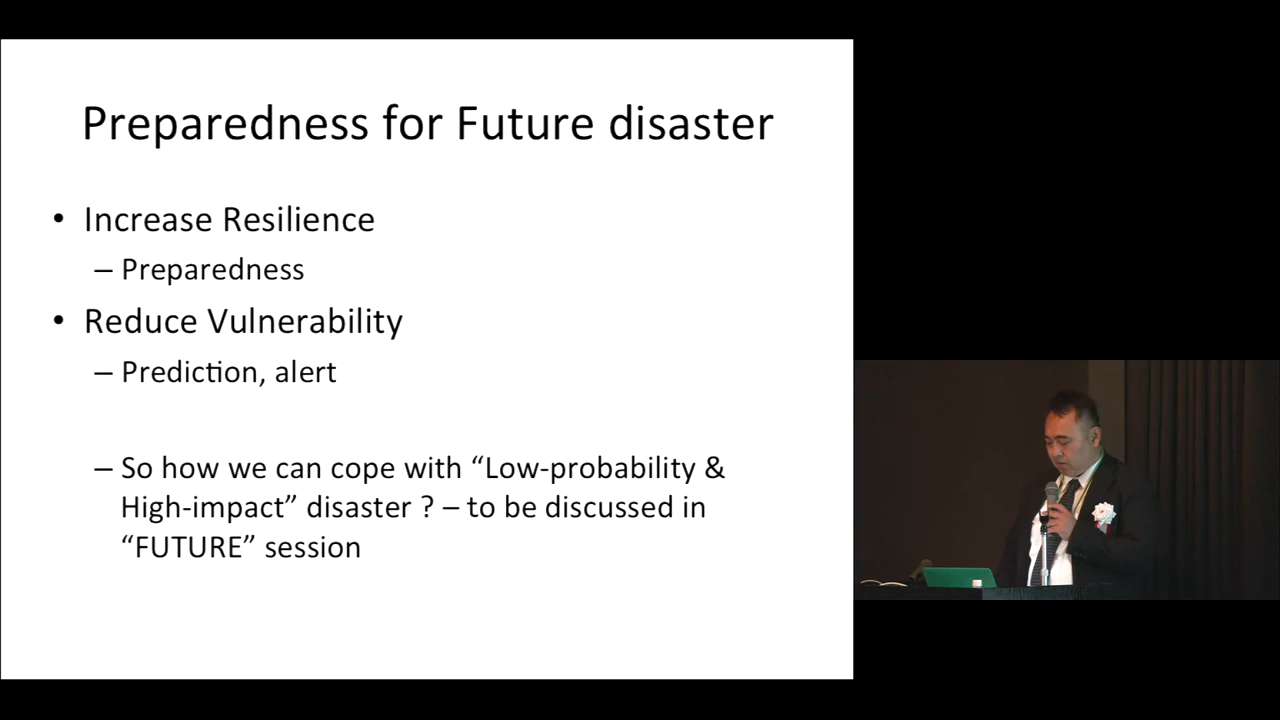 Preparedness for Future disaster
• Increase Resilience
– Preparedness
• Reduce Vulnerability
– Prediction, alert
– So how we can cope with “Low-probability &
High-impact” disaster ? – to be discussed in
“FUTURE” session